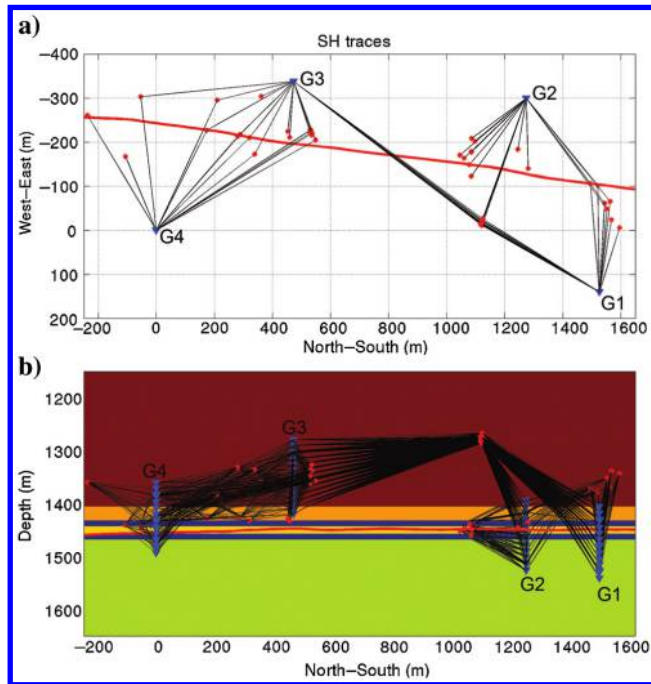 a)
SH traces
−400
−300
−200
−100
0
100
200
West−East (m)
G3
G2
G4
G1
−200 0 200 400 600 800 1000 1200 1400 1600
North−South (m)
b)
1200
1300
1400
1500
1600
Depth (m)
G3
G4
G2
G1
−200 0 200 400 600 800 1000 1200 1400 1600
North−South (m)